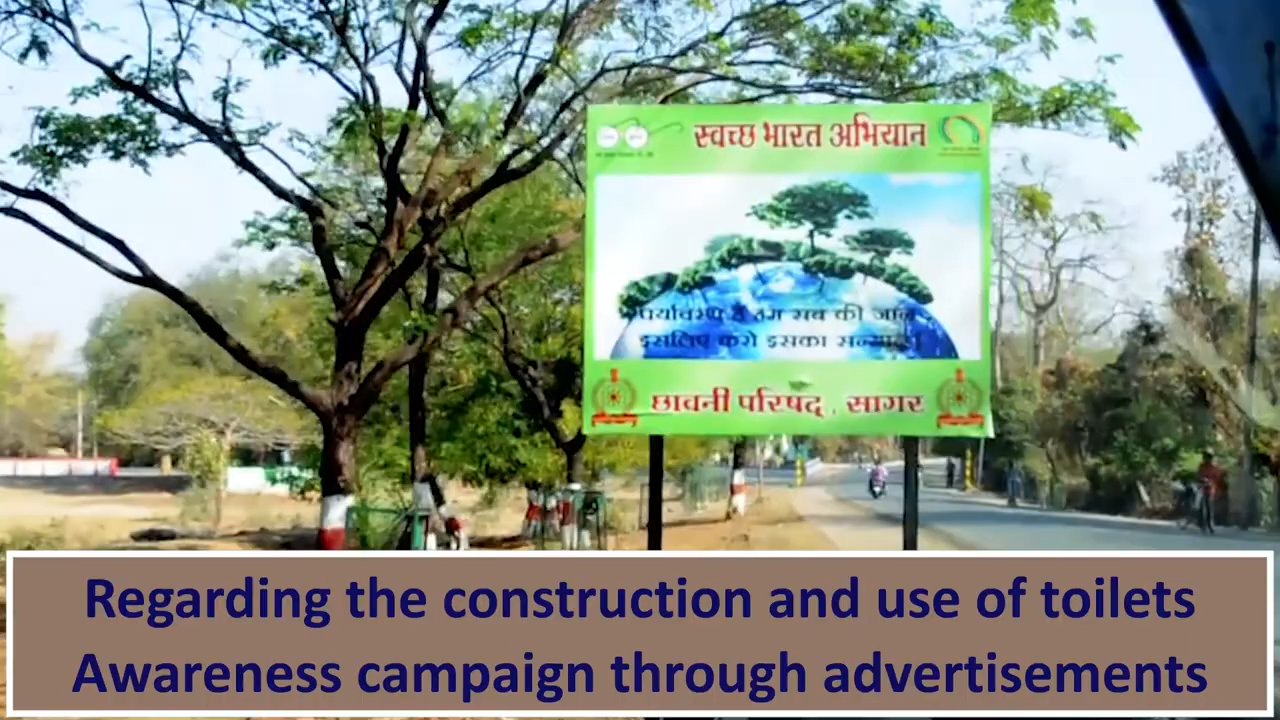 स्वच्छ भारत अभियान
पर्यावरण है हम सब की जान
इसलिए करो इसका सम्मान
छावनी परिषद्, सागर
Regarding the construction and use of toilets
Awareness campaign through advertisements